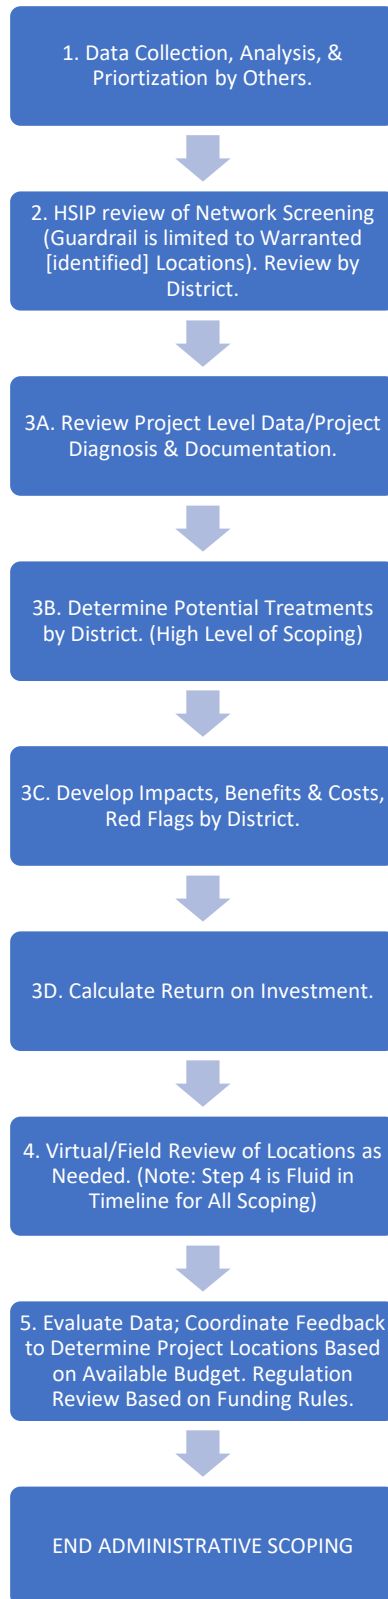 1. Data Collection, Analysis, &
Priortization by Others.
2. HSIP review of Network Screening
(Guardrail is limited to Warranted
[identified] Locations). Review by
District.
3A. Review Project Level Data/Project
Diagnosis & Documentation.
3B. Determine Potential Treatments
by District. (High Level of Scoping)
3C. Develop Impacts, Benefits & Costs,
Red Flags by District.
3D. Calculate Return on Investment.
4. Virtual/Field Review of Locations as
Needed. (Note: Step 4 is Fluid in
Timeline for All Scoping)
5. Evaluate Data; Coordinate Feedback
to Determine Project Locations Based
on Available Budget. Regulation
Review Based on Funding Rules.
END ADMINISTRATIVE SCOPING